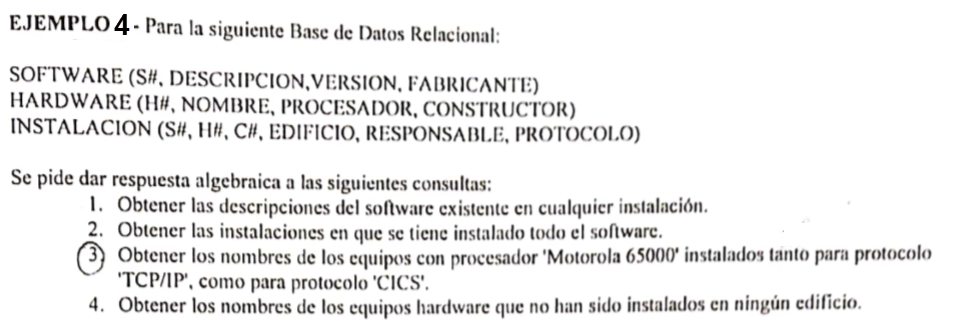 EJEMPLO 4 - Para la siguiente Base de Datos Relacional:
SOFTWARE (S#, DESCRIPCION,VERSION, FABRICANTE)
HARDWARE (H#, NOMBRE, PROCESADOR, CONSTRUCTOR)
INSTALACION (S#, H#, C#, EDIFICIO, RESPONSABLE, PROTOCOLO)
Se pide dar respuesta algebraica a las siguientes consultas:
1. Obtener las descripciones del software existente en cualquier instalación.
2. Obtener las instalaciones en que se tiene instalado todo el software.
3. Obtener los nombres de los equipos con procesador 'Motorola 65000' instalados tanto para protocolo
'TCP/IP', como para protocolo 'CICS'.
4. Obtener los nombres de los equipos hardware que no han sido instalados en ningún edificio.